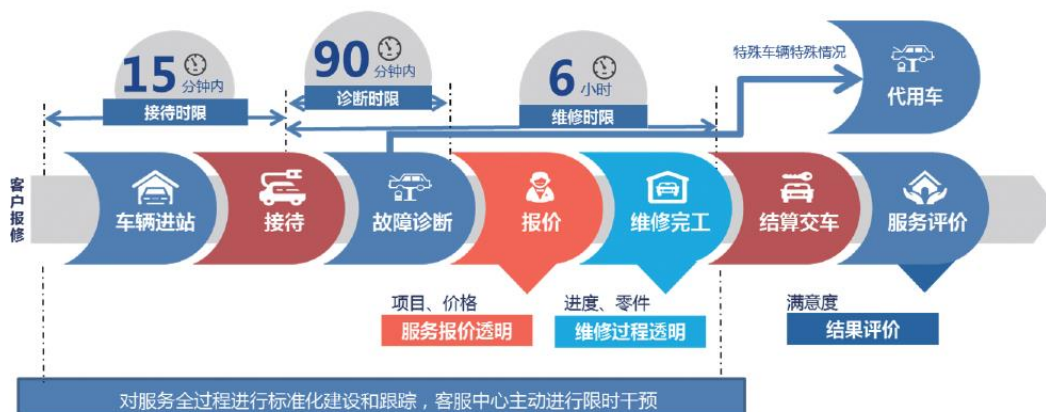 15
分钟内
接待时限
90
分钟内
诊断时限
6
小时
维修时限
特殊车辆特殊情况
代用车
客户报修
车辆进站
接待
故障诊断
报价
维修完工
结算交车
服务评价
项目、价格
服务报价透明
进度、零件
维修过程透明
满意度
结果评价
对服务全过程进行标准化建设和跟踪，客服中心主动进行限时干预